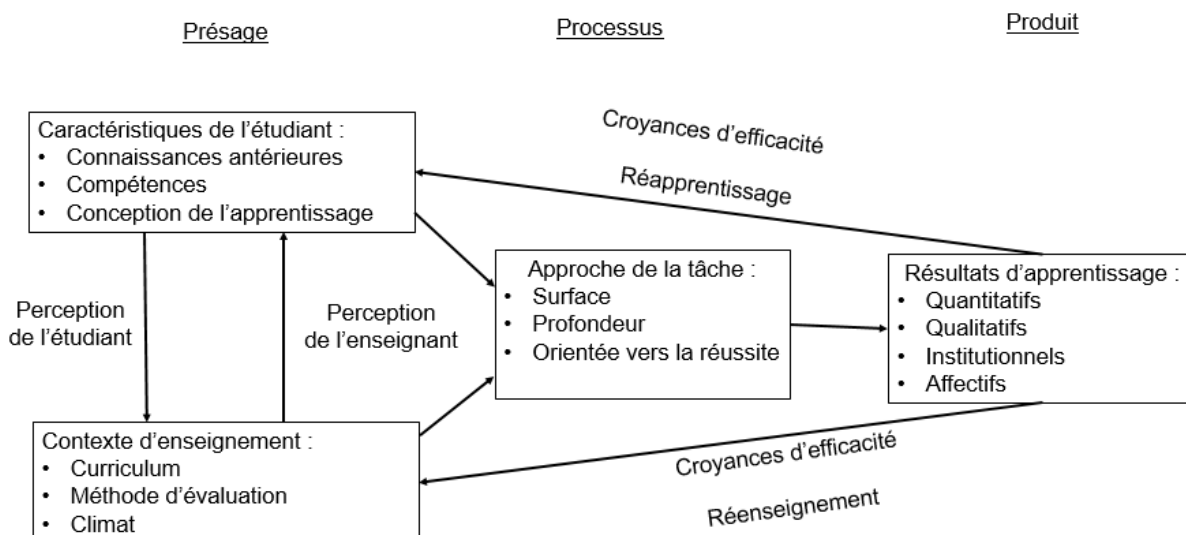 Présage
Processus
Produit
Caractéristiques de l'étudiant :
• Connaissances antérieures
• Compétences
• Conception de l'apprentissage
Croyances d'efficacité
Réapprentissage
Perception
de l'étudiant
Perception
de l'enseignant
Approche de la tâche :
• Surface
• Profondeur
• Orientée vers la réussite
Résultats d'apprentissage :
• Quantitatifs
• Qualitatifs
• Institutionnels
• Affectifs
Contexte d'enseignement :
• Curriculum
• Méthode d'évaluation
• Climat
Croyances d'efficacité
Réenseignement